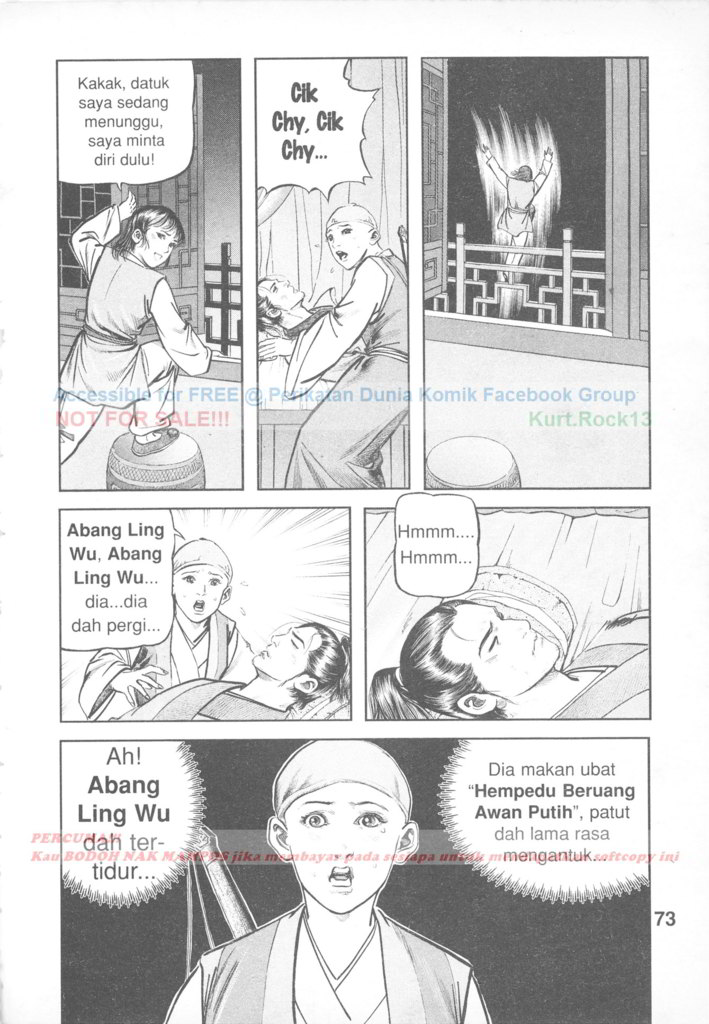 Kakak, datuk
saya sedang
menunggu,
saya minta
diri dulu!
Cik
Chy, Cik
Chy...
Accessible for FREE @ Perikatan Dunia Komik Facebook Group
NOT FOR SALE!!!
Kurt.Rock13
Abang Ling
Wu, Abang
Ling Wu...
dia...dia
dah pergi...
Hmmm....
Hmmm...
Ah!
Abang
Ling Wu
dah ter-
tidur...
Dia makan ubat
“Hempedu Beruang
Awan Putih”, patut
dah lama rasa
mengantuk...
PERCUMA!!
Kau BODOH NAK MAMPUS jika membayar pada sesiapa untuk mendapatkan softcopy ini
73